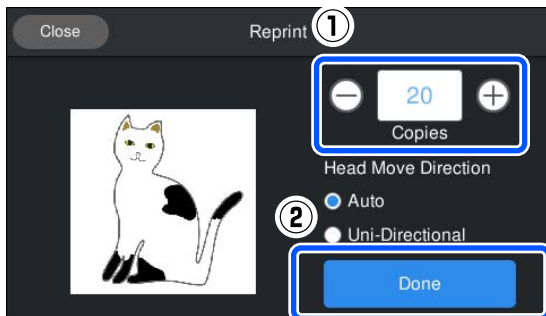 Close
Reprint
①
20
Copies
Head Move Direction
Auto
②
Uni-Directional
Done